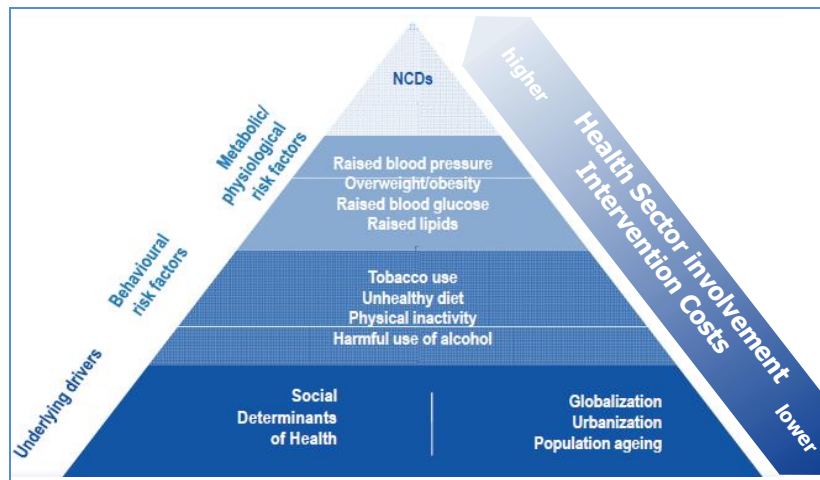 NCDs
Metabolic/
physiological
risk factors
Raised blood pressure
Overweight/obesity
Raised blood glucose
Raised lipids
Behavioural
risk factors
Tobacco use
Unhealthy diet
Physical inactivity
Harmful use of alcohol
Underlying drivers
Social
Determinants
of Health
Globalization
Urbanization
Population ageing
higher
Health Sector involvement
Intervention Costs
lower